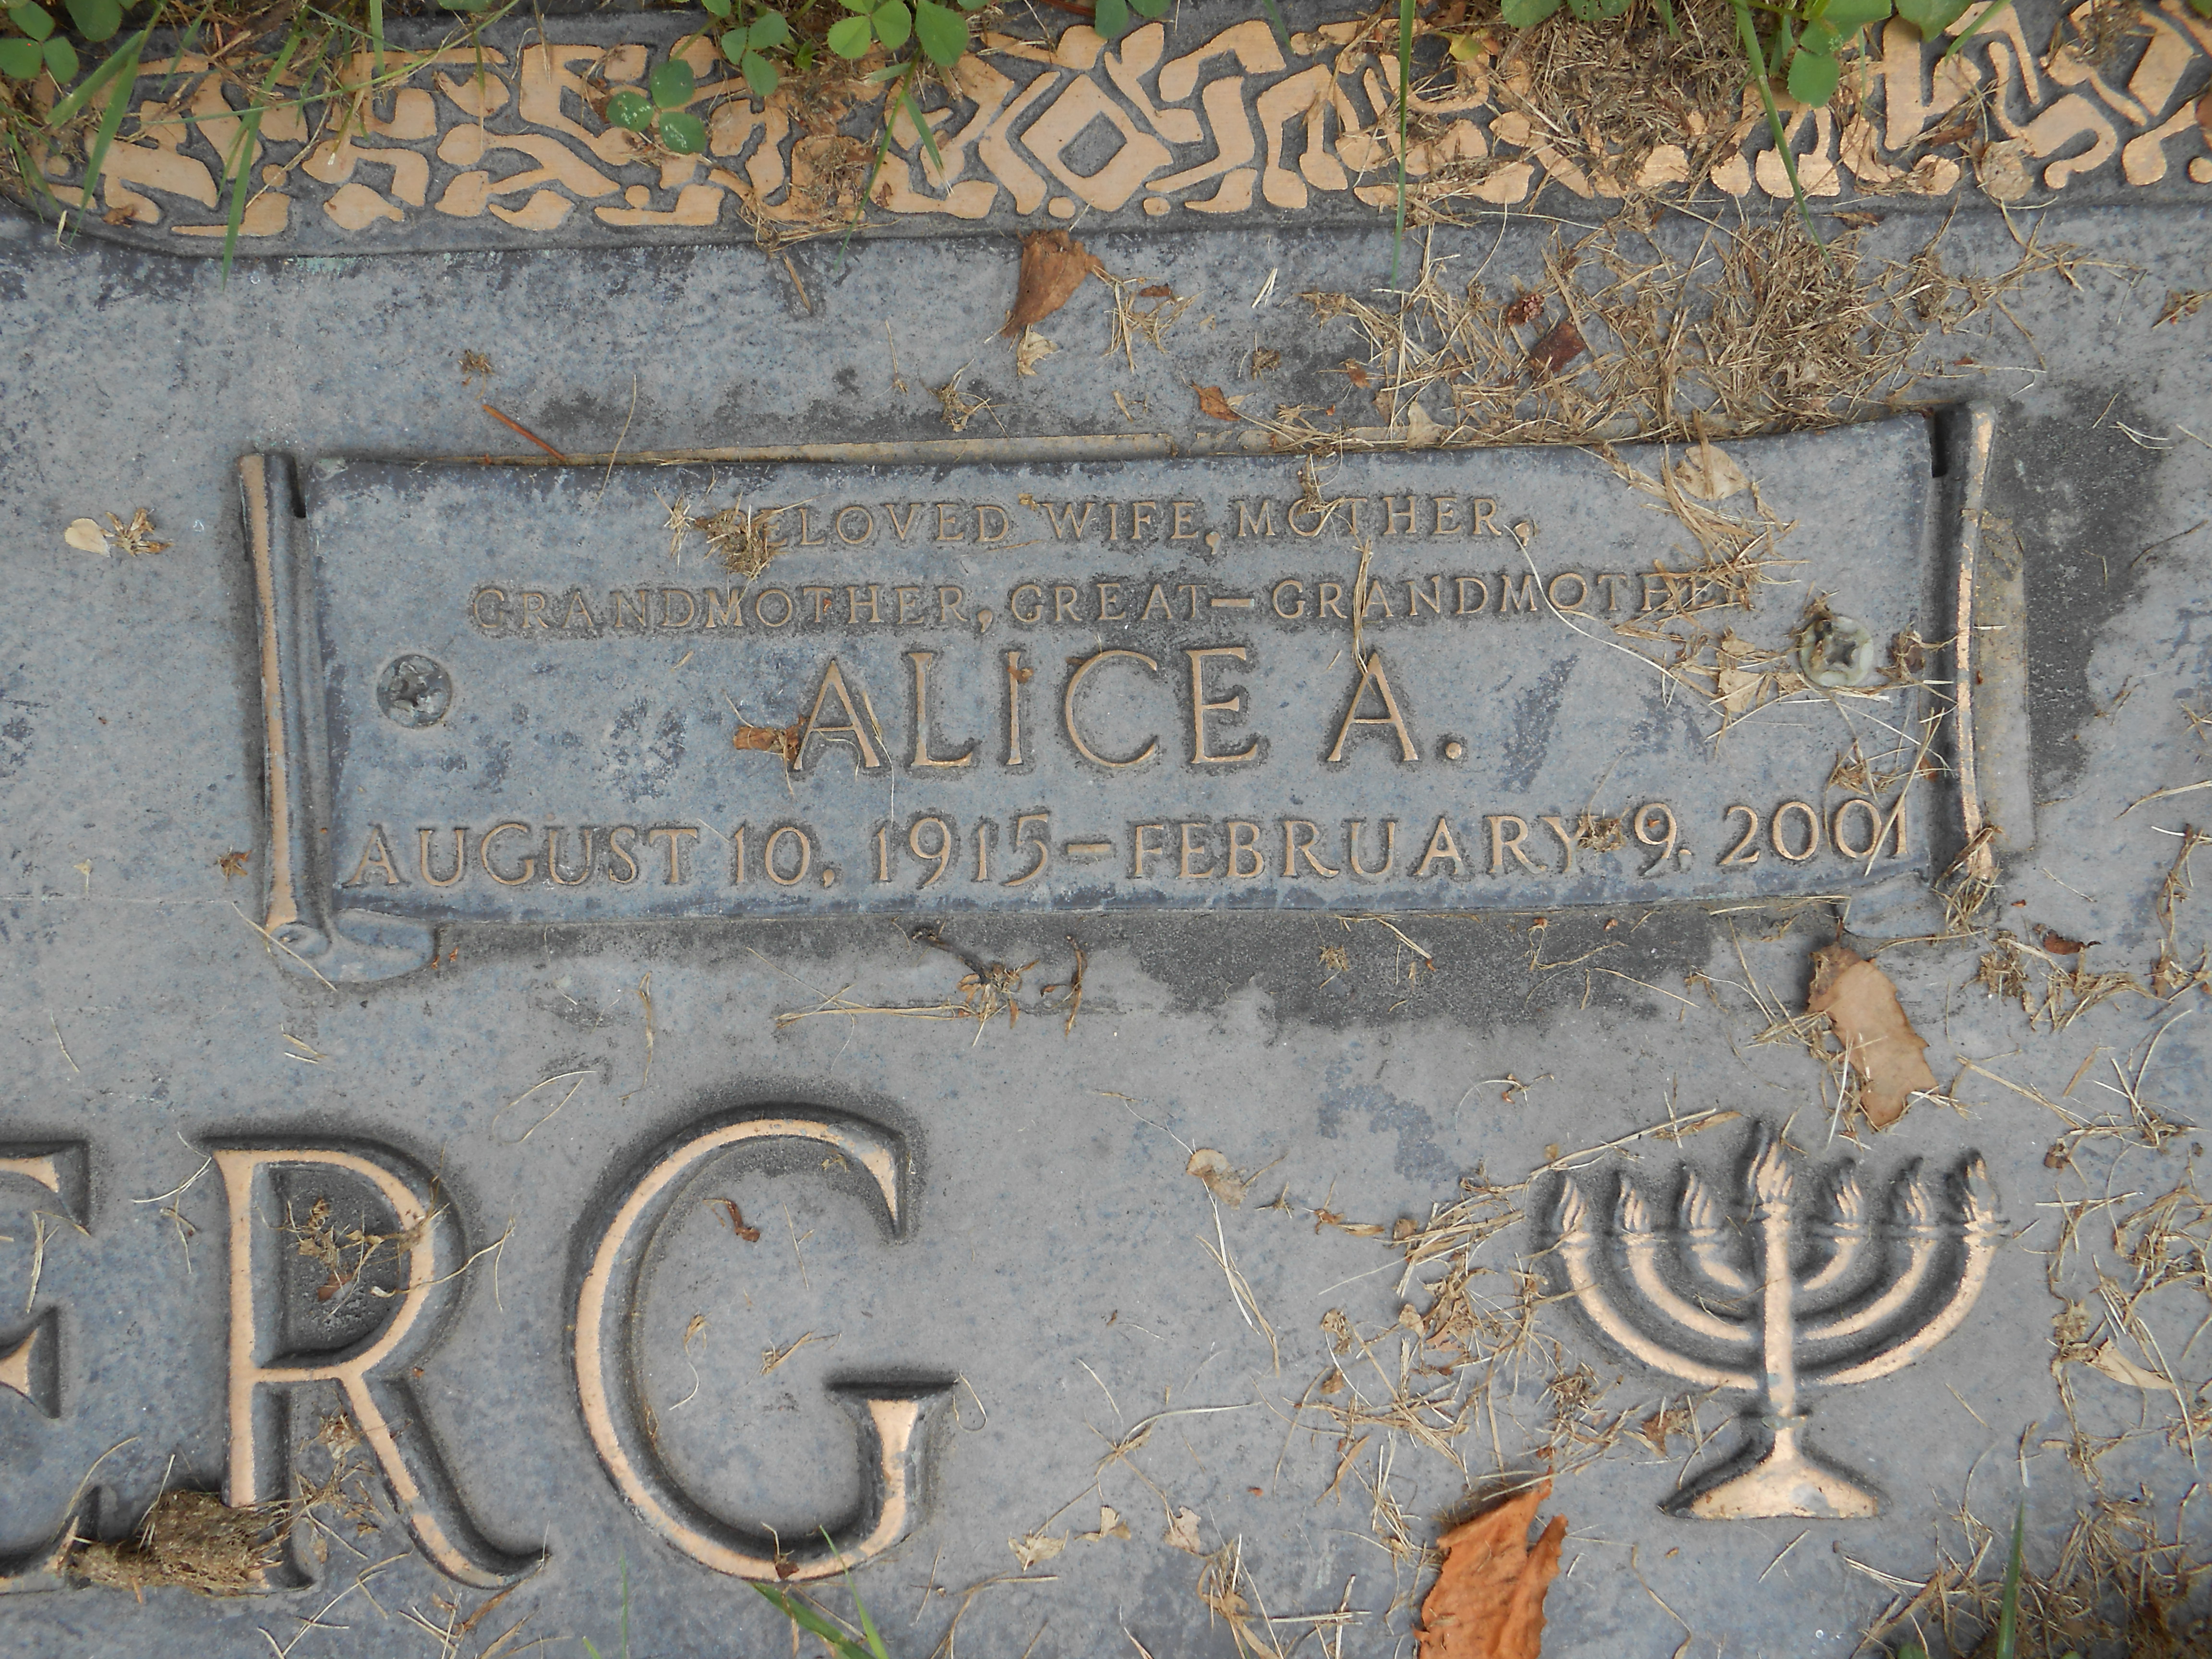 BELOVED WIFE, MOTHER,
GRANDMOTHER, GREAT-GRANDMOTHER
ALICE A.
AUGUST 10, 1915-FEBRUARY 9, 2001
ERG